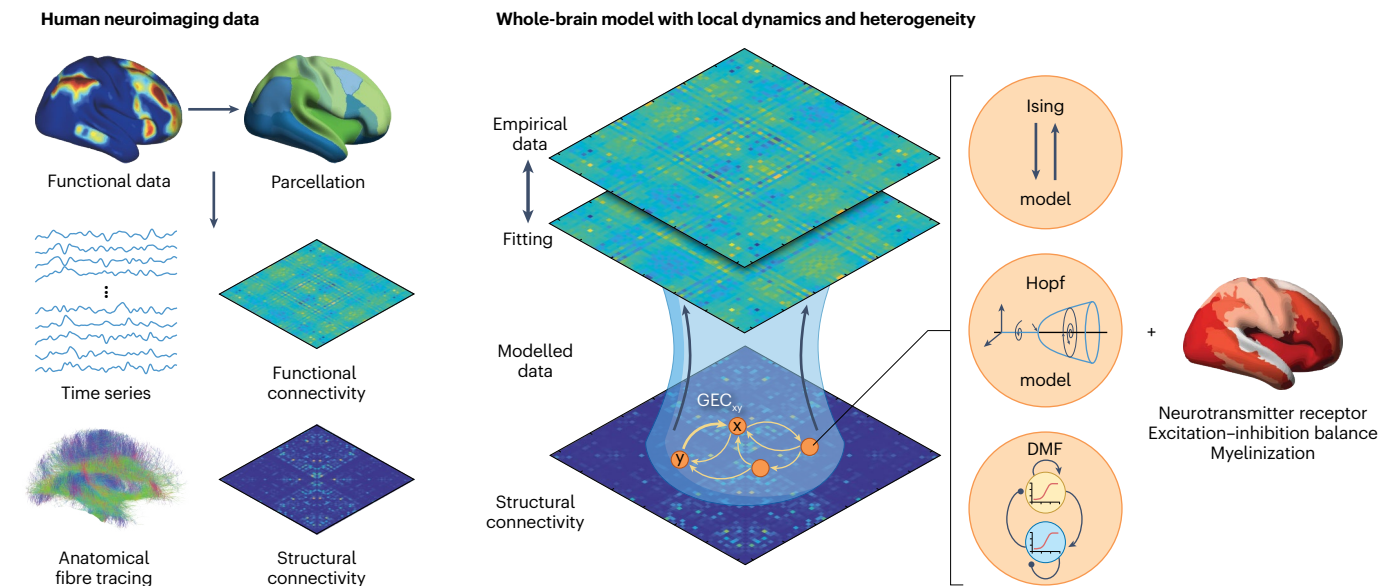 Human neuroimaging data
Functional data
Parcellation
Time series
Functional
connectivity
Anatomical
fibre tracing
Structural
connectivity
Whole-brain model with local dynamics and heterogeneity
Empirical
data
Fitting
Modelled
data
Structural
connectivity
GECxy
x
y
Ising
model
Hopf
model
DMF
+
Neurotransmitter receptor
Excitation–inhibition balance
Myelinization